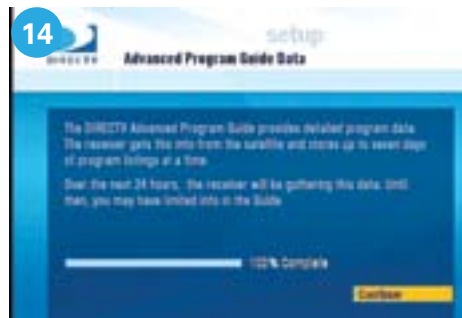 14
setup
DIRECTV
Advanced Program Guide Data
The DIRECTV Advanced Program Guide provides detailed program data.
The receiver gets this info from the satellite and stores up to seven days
of program listings at a time.
Over the next 24 hours, the receiver will be gathering this data. Until
then, you may have limited info in the Guide.
100% Complete
Continue